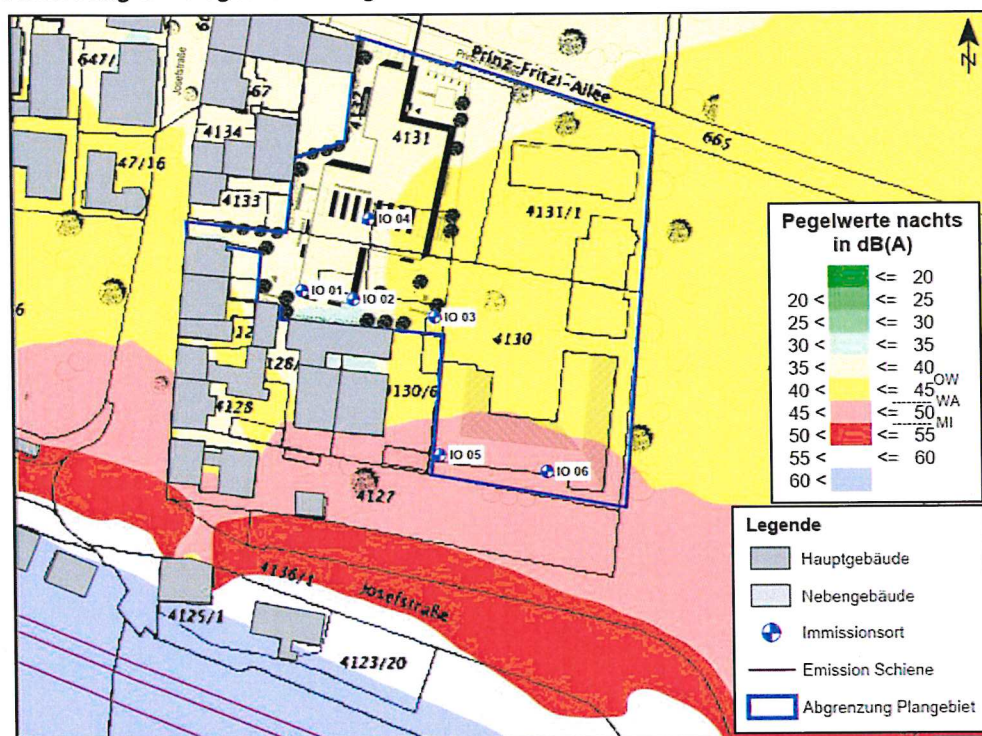 N
647/
Josefstraße
67
4132
4131
Prinz-Fritzi-Allee
665
4134
47/16
4133
4131/1
IO 04
IO 01
IO 02
IO 03
4130
128/
4130/6
4128
IO 05
IO 06
4127
4136/1
Josefstraße
4125/1
4123/20
Pegelwerte nachts
in dB(A)
<= 20
20 < <= 25
25 < <= 30
30 < <= 35
35 < <= 40
40 < <= 45 OW
45 < <= 50 WA
50 < <= 55 MI
55 < <= 60
60 <
Legende
Hauptgebäude
Nebengebäude
Immissionsort
Emission Schiene
Abgrenzung Plangebiet